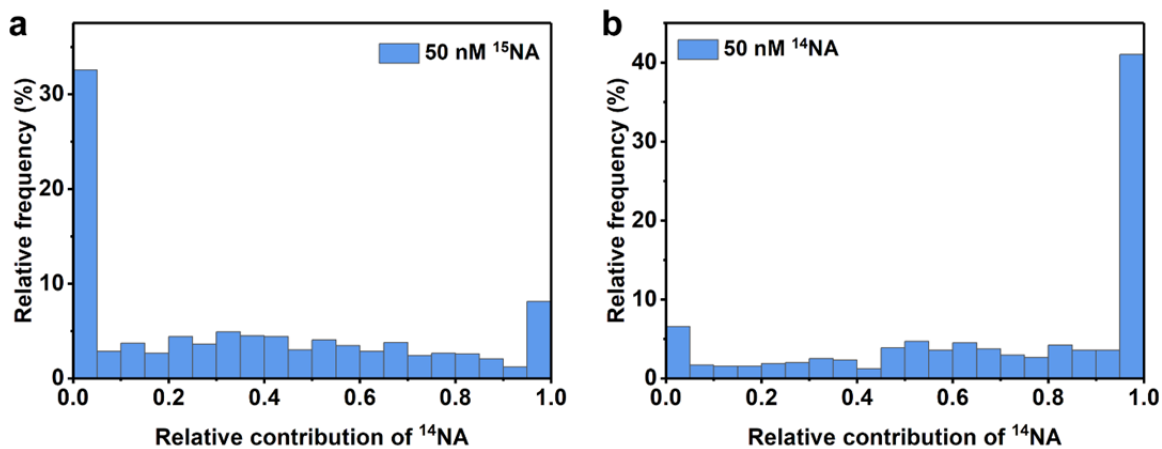 a
50 nM ¹⁵NA
Relative frequency (%)
30
20
10
0
0.0 0.2 0.4 0.6 0.8 1.0
Relative contribution of ¹⁴NA
b
50 nM ¹⁴NA
Relative frequency (%)
40
30
20
10
0
0.0 0.2 0.4 0.6 0.8 1.0
Relative contribution of ¹⁴NA